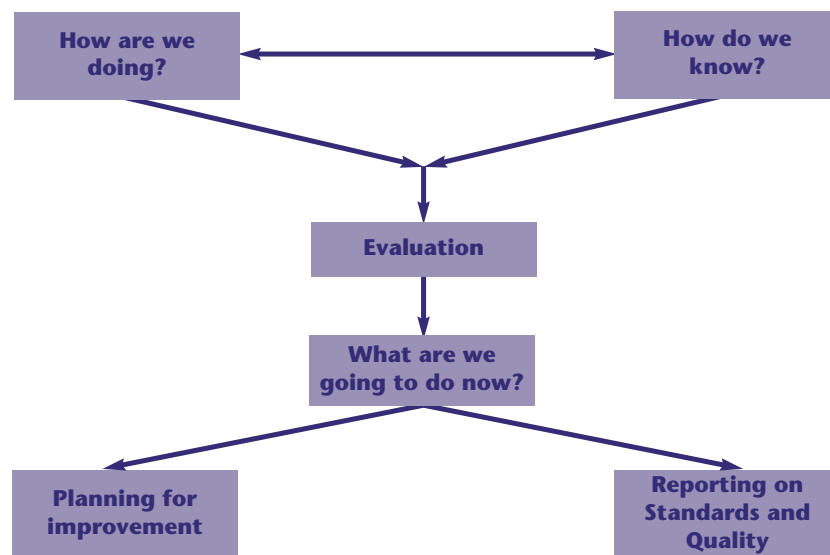 How are we
doing?
How do we
know?
Evaluation
What are we
going to do now?
Planning for
improvement
Reporting on
Standards and
Quality